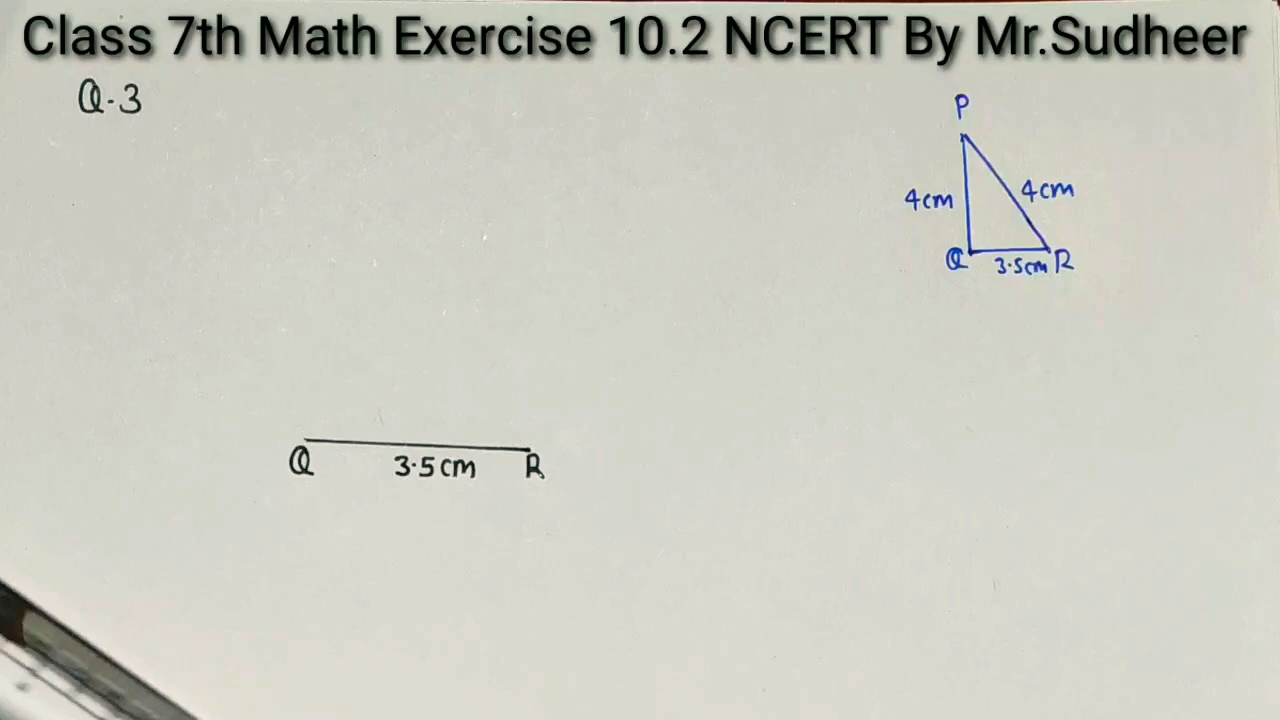 Class 7th Math Exercise 10.2 NCERT By Mr.Sudheer
Q.3
P
4cm 4cm
Q 3.5cm R
Q 3.5cm R